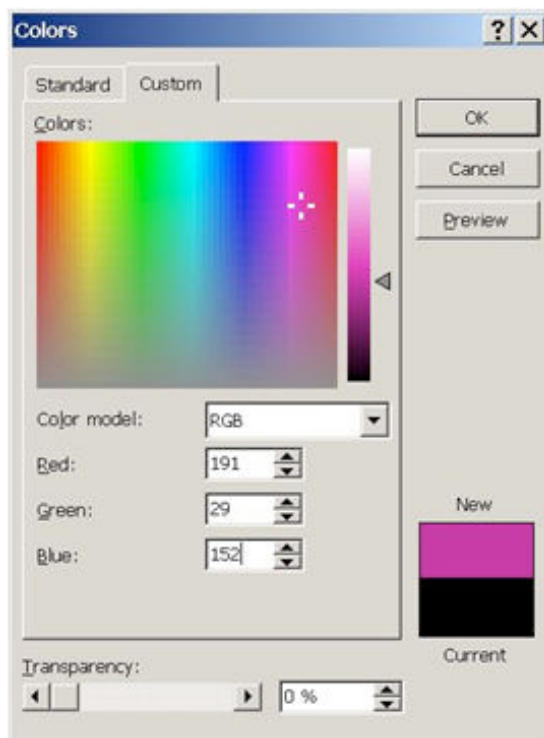 Colors
Standard Custom
Colors:
OK
Cancel
Preview
Color model: RGB
Red: 191
Green: 29
Blue: 152
New
Current
Transparency:
0 %